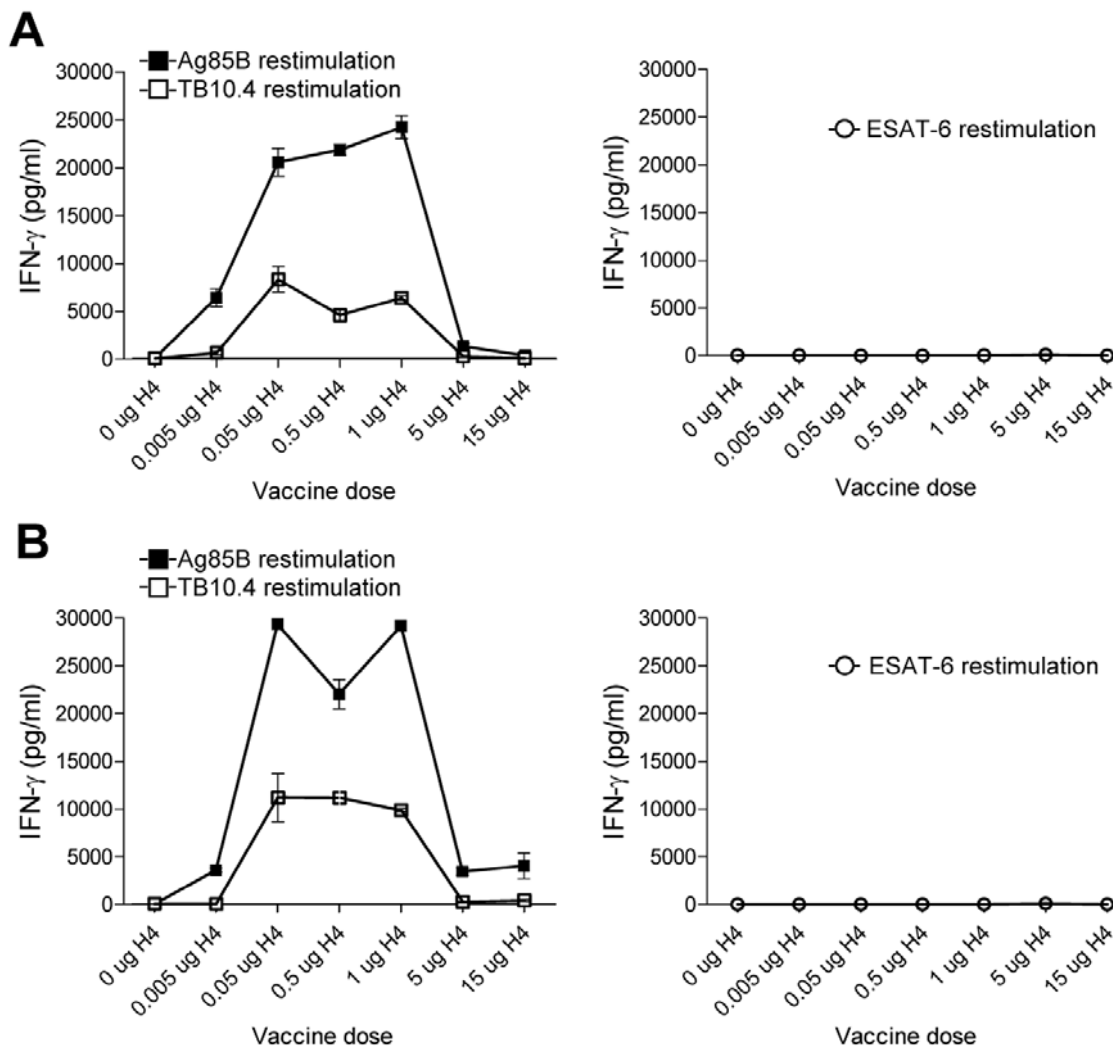 A
Ag85B restimulation
TB10.4 restimulation
30000
25000
20000
15000
10000
5000
0
IFN-γ (pg/ml)
0 ug H4
0.005 ug H4
0.05 ug H4
0.5 ug H4
1 ug H4
5 ug H4
15 ug H4
Vaccine dose
ESAT-6 restimulation
30000
25000
20000
15000
10000
5000
0
IFN-γ (pg/ml)
0 ug H4
0.005 ug H4
0.05 ug H4
0.5 ug H4
1 ug H4
5 ug H4
15 ug H4
Vaccine dose
B
Ag85B restimulation
TB10.4 restimulation
30000
25000
20000
15000
10000
5000
0
IFN-γ (pg/ml)
0 ug H4
0.005 ug H4
0.05 ug H4
0.5 ug H4
1 ug H4
5 ug H4
15 ug H4
Vaccine dose
ESAT-6 restimulation
30000
25000
20000
15000
10000
5000
0
IFN-γ (pg/ml)
0 ug H4
0.005 ug H4
0.05 ug H4
0.5 ug H4
1 ug H4
5 ug H4
15 ug H4
Vaccine dose